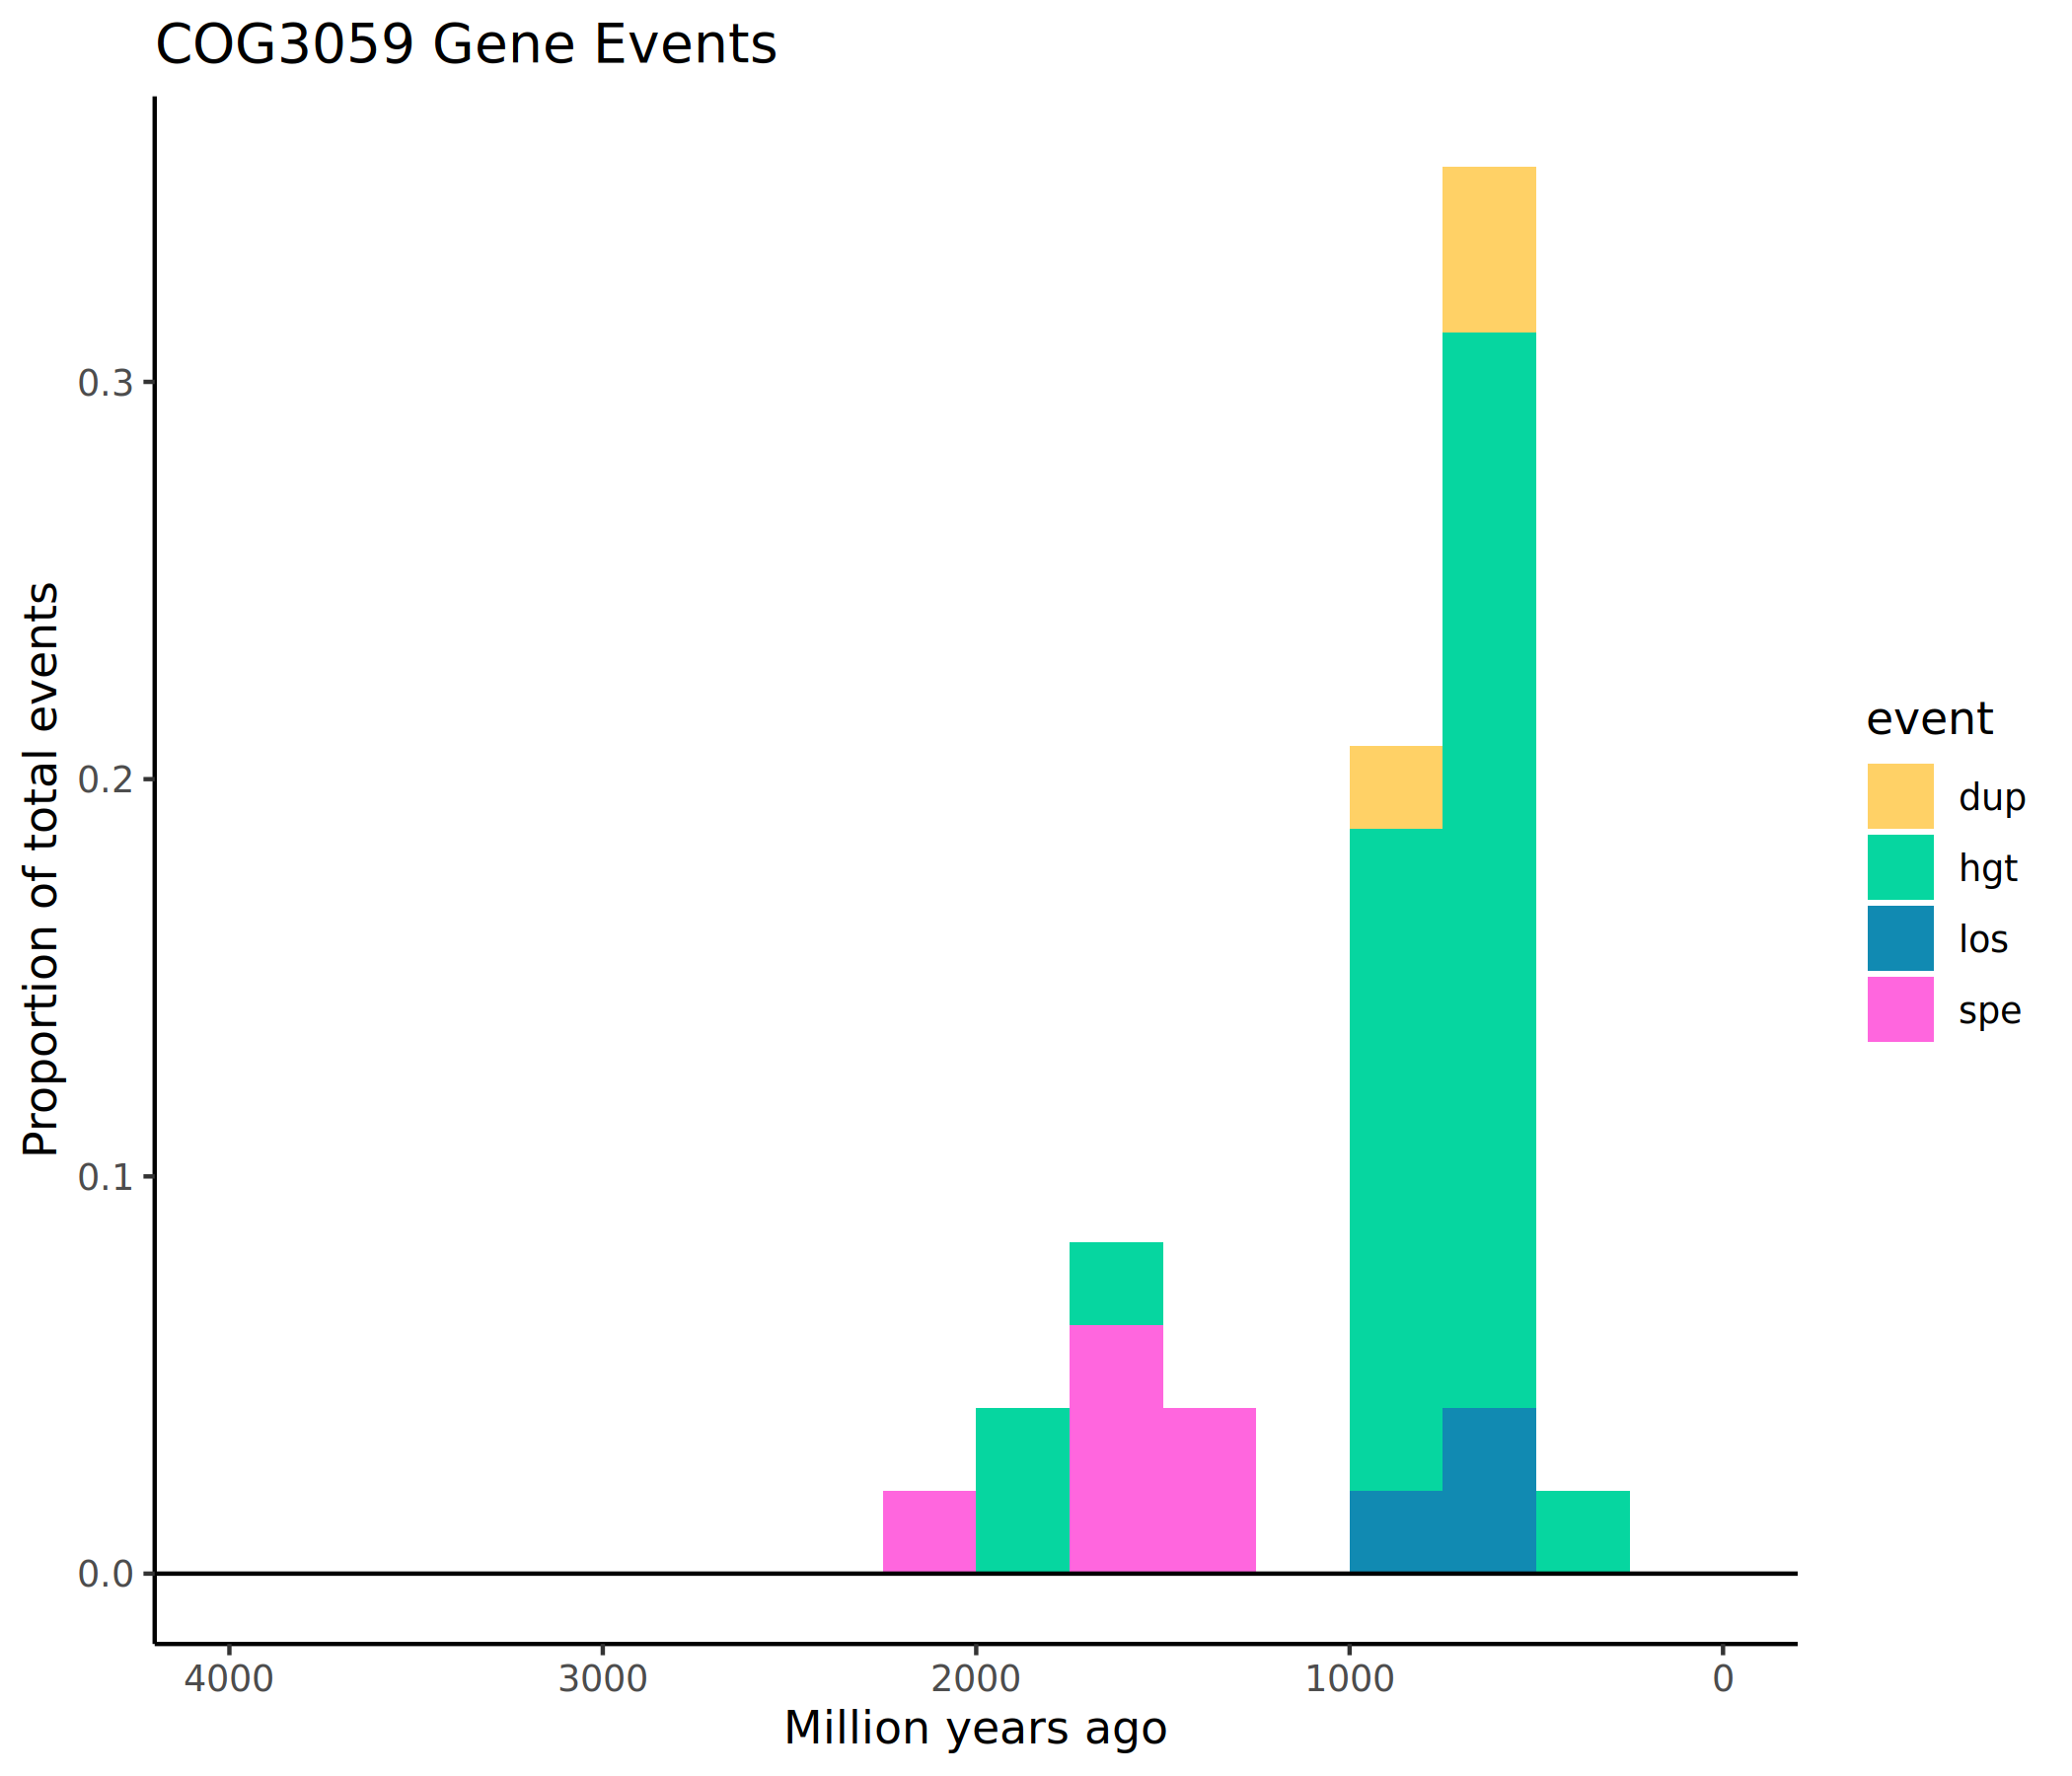 COG3059 Gene Events
Proportion of total events
0.3
0.2
0.1
0.0
4000 3000 2000 1000 0
Million years ago
event
dup
hgt
los
spe